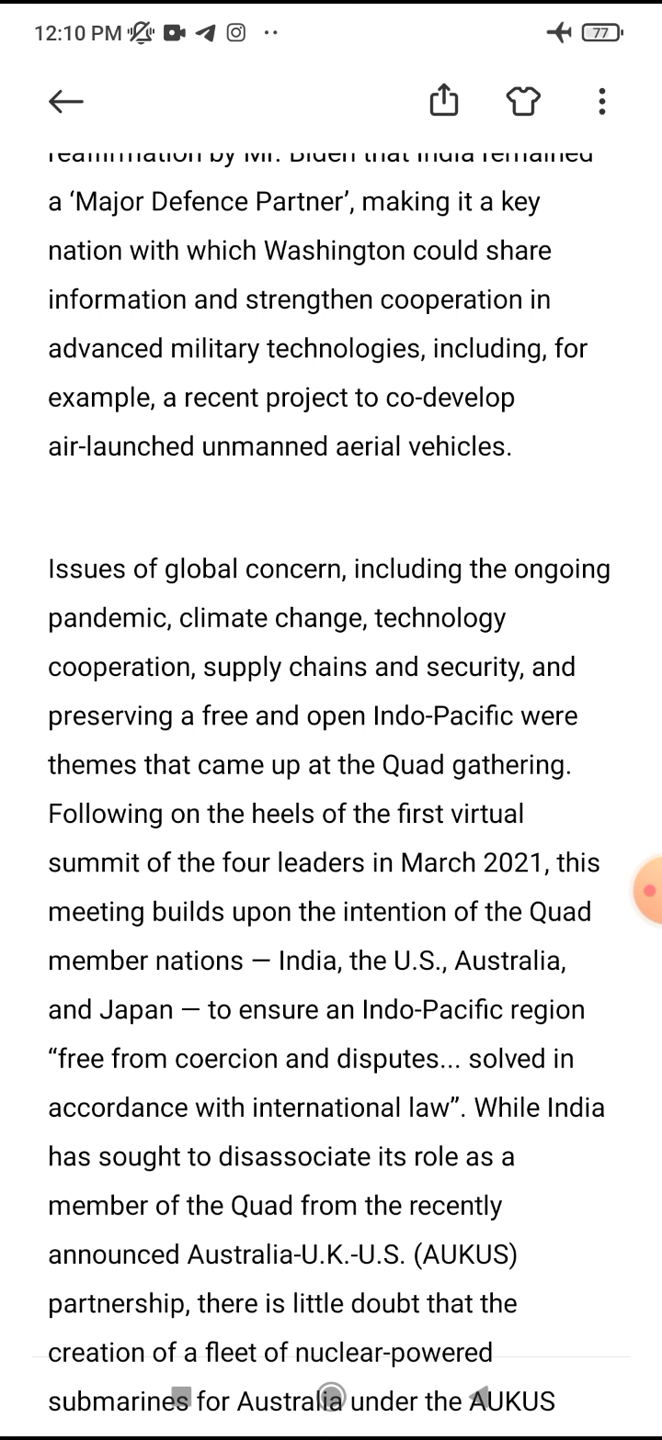 12:10 PM
77
reaffirmation by Mr. Biden that India remained
a ‘Major Defence Partner’, making it a key
nation with which Washington could share
information and strengthen cooperation in
advanced military technologies, including, for
example, a recent project to co-develop
air-launched unmanned aerial vehicles.
Issues of global concern, including the ongoing
pandemic, climate change, technology
cooperation, supply chains and security, and
preserving a free and open Indo-Pacific were
themes that came up at the Quad gathering.
Following on the heels of the first virtual
summit of the four leaders in March 2021, this
meeting builds upon the intention of the Quad
member nations — India, the U.S., Australia,
and Japan — to ensure an Indo-Pacific region
“free from coercion and disputes... solved in
accordance with international law”. While India
has sought to disassociate its role as a
member of the Quad from the recently
announced Australia-U.K.-U.S. (AUKUS)
partnership, there is little doubt that the
creation of a fleet of nuclear-powered
submarines for Australia under the AUKUS